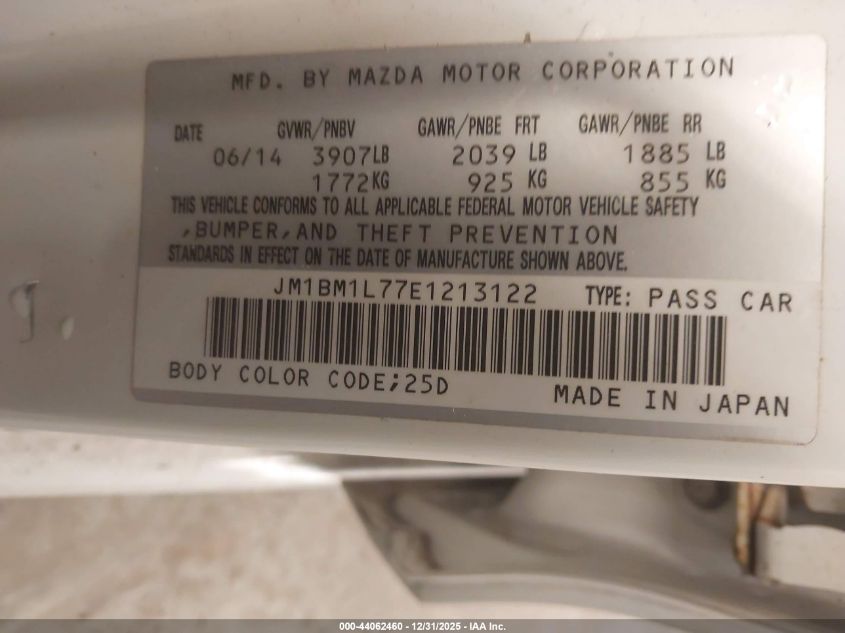 MFD. BY MAZDA MOTOR CORPORATION
DATE GVWR/PNBV GAWR/PNBE FRT GAWR/PNBE RR
06/14 3907LB 2039 LB 1885 LB
1772KG 925 KG 855 KG
THIS VEHICLE CONFORMS TO ALL APPLICABLE FEDERAL MOTOR VEHICLE SAFETY
,BUMPER,AND THEFT PREVENTION
STANDARDS IN EFFECT ON THE DATE OF MANUFACTURE SHOWN ABOVE.
JM1BM1L77E1213122 TYPE: PASS CAR
BODY COLOR CODE;25D MADE IN JAPAN
000-44062460 - 12/31/2025 - IAA Inc.